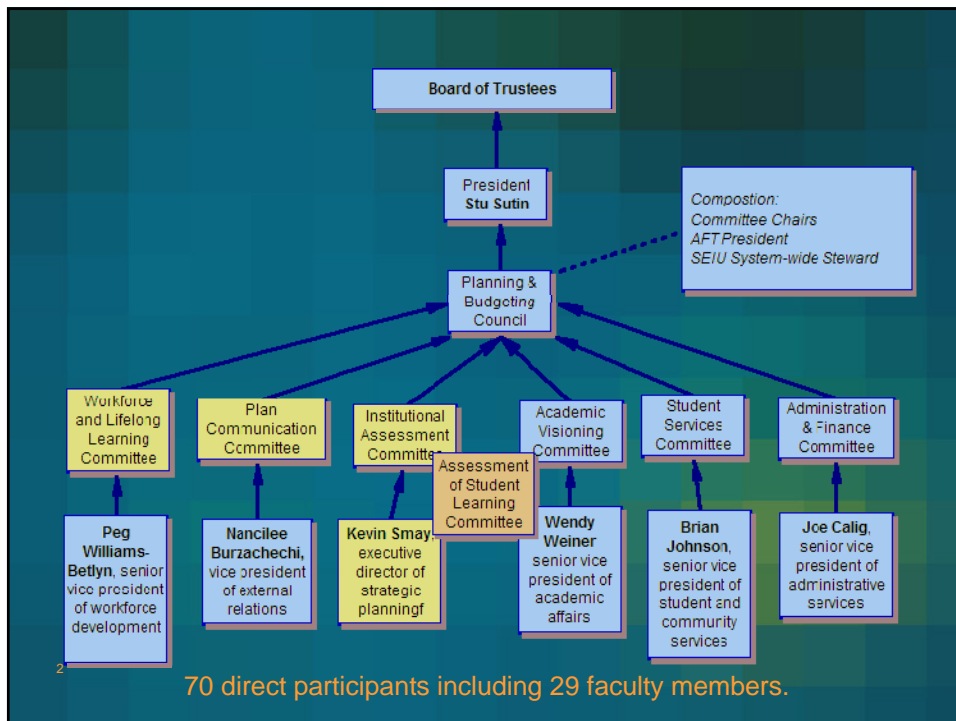 Board of Trustees
President
Stu Sutin
Compostion:
Committee Chairs
AFT President
SEIU System-wide Steward
Planning &
Budgeting
Council
Workforce
and Lifelong
Learning
Committee
Plan
Communication
Committee
Institutional
Assessment
Committee
Academic
Visioning
Committee
Student
Services
Committee
Administration
& Finance
Committee
Assessment
of Student
Learning
Committee
Peg
Williams-
Betlyn, senior
vice president
of workforce
development
Nancilee
Burzachechi,
vice president
of external
relations
Kevin Smay,
executive
director of
strategic
planningf
Wendy
Weiner
senior vice
president of
academic
affairs
Brian
Johnson,
senior vice
president of
student and
community
services
Joe Calig,
senior vice
president of
administrative
services
2
70 direct participants including 29 faculty members.